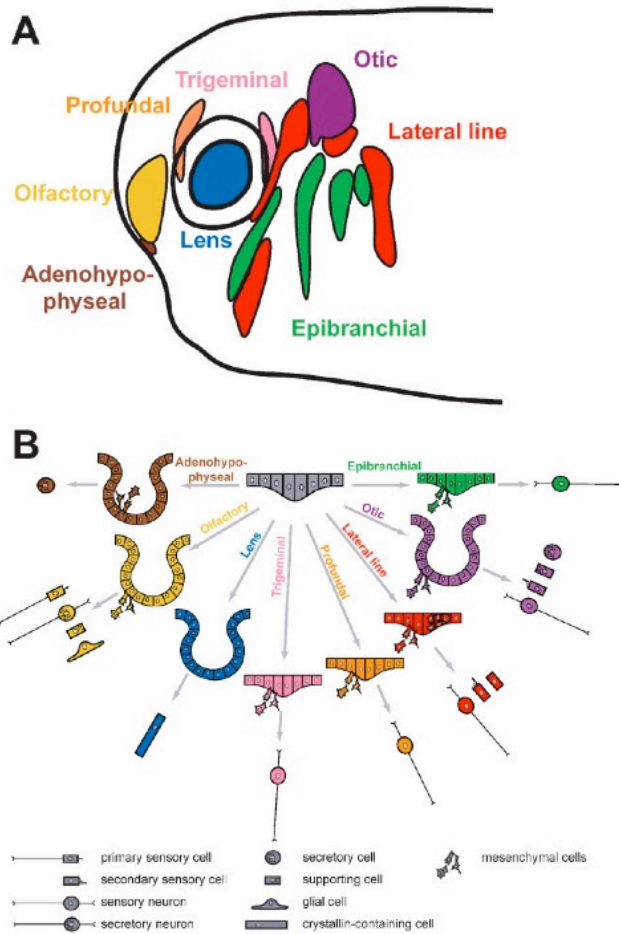 A
Otic
Trigeminal
Profundal
Lateral line
Olfactory
Lens
Adenohypo-
physeal
Epibranchial
B
Adenohypo-
physeal
Epibranchial
Olfactory
Lens
Trigeminal
Profundal
Lateral line
Otic
primary sensory cell
secretory cell
mesenchymal cells
secondary sensory cell
supporting cell
sensory neuron
glial cell
secretory neuron
crystallin-containing cell